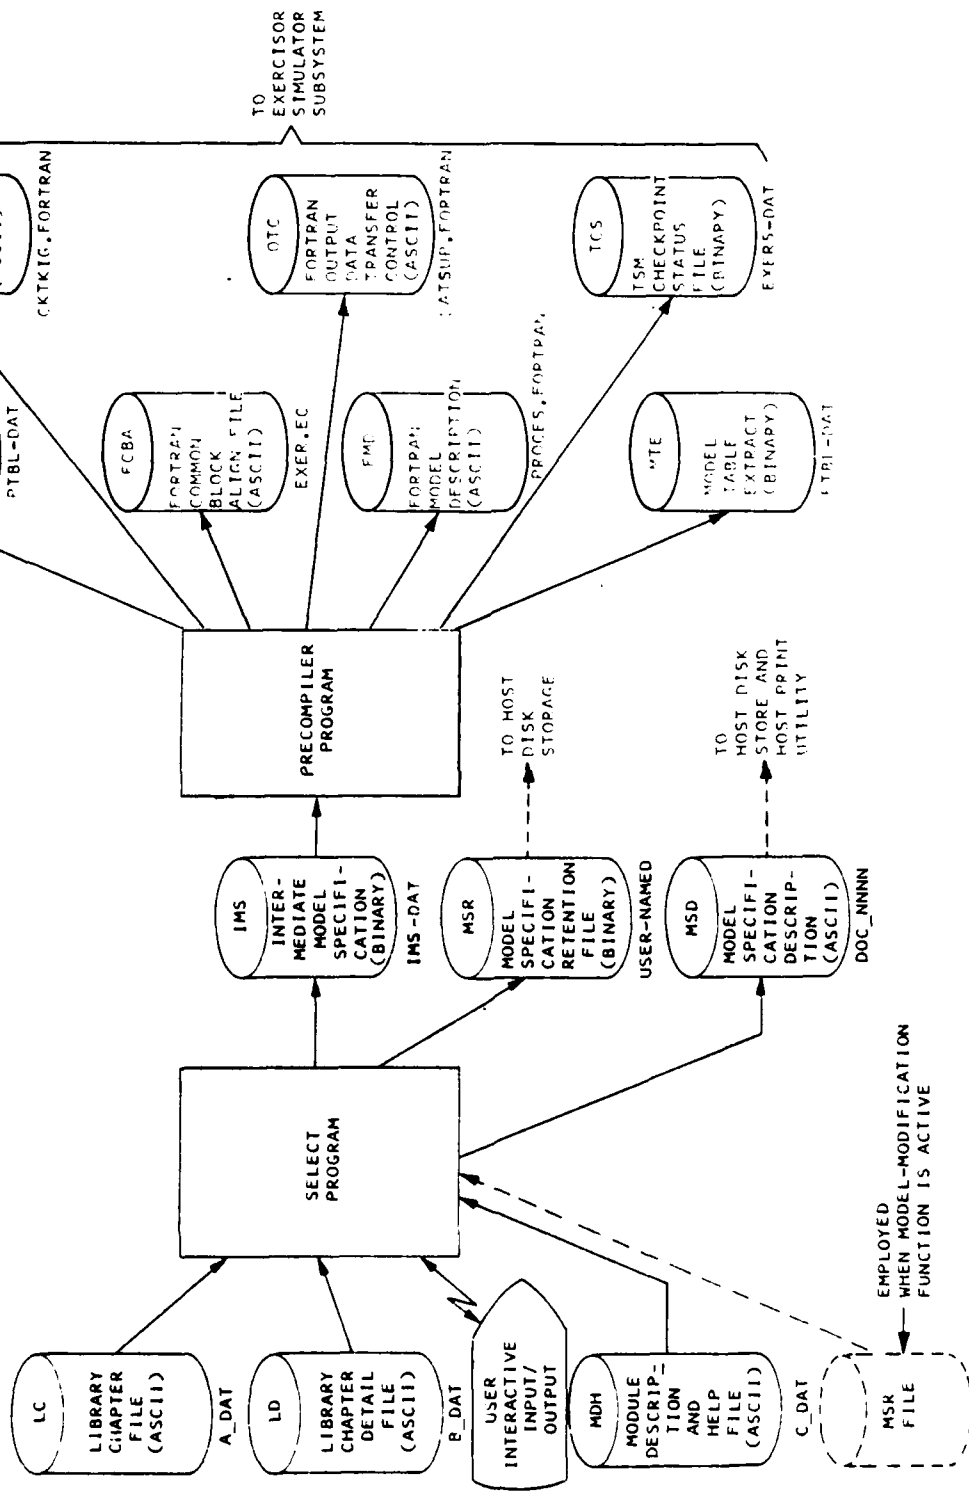 LC
LIBRARY
CHAPTER
FILE
(ASCII)
A_DAT
LD
LIBRARY
CHAPTER
DETAIL
FILE
(ASCII)
B_DAT
USER
INTERACTIVE
INPUT/
OUTPUT
MDH
MODULE
DESCRIP-
TION
AND
HELP
FILE
(ASCII)
C_DAT
MSR
FILE
EMPLOYED
WHEN MODEL-MODIFICATION
FUNCTION IS ACTIVE
SELECT
PROGRAM
IMS
INTER-
MEDIATE
MODEL
SPECIFI-
CATION
(BINARY)
IMS-DAT
MSR
MODEL
SPECIFI-
CATION
RETENTION
FILE
(BINARY)
USER-NAMED
TO HOST
DISK
STORAGE
MSD
MODEL
SPECIFI-
CATION
DESCRIP-
TION
(ASCII)
DOC_NNNN
TO
HOST DISK
STORE AND
HOST PRINT
UTILITY
PRECOMPILER
PROGRAM
PTBL-DAT
FCBA
FORTRAN
COMMON
BLOCK
ALIGN FILE
(ASCII)
EXER.EC
FMD
FORTRAN
MODEL
DESCRIPTION
(ASCII)
PROCES.FORTRAN
MTE
MODEL
TABLE
EXTRACT
(BINARY)
CKTKIG.FORTRAN
OTC
FORTRAN
OUTPUT
DATA
TRANSFER
CONTROL
(ASCII)
TCS
TSM
CHECKPOINT
STATUS
FILE
(BINARY)
TO
EXERCISOR
SIMULATOR
SUBSYSTEM